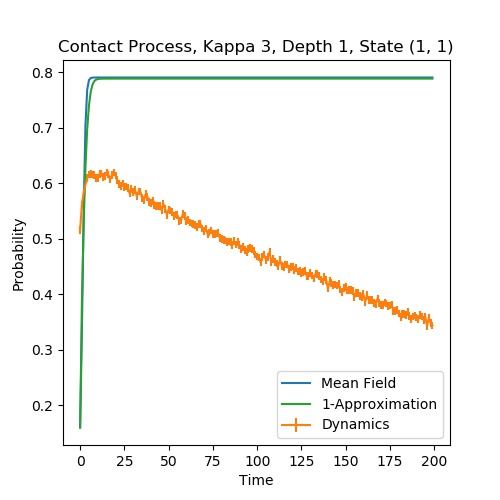 Contact Process, Kappa 3, Depth 1, State (1, 1)
Probability
0.8
0.7
0.6
0.5
0.4
0.3
0.2
Mean Field
1-Approximation
Dynamics
0 25 50 75 100 125 150 175 200
Time